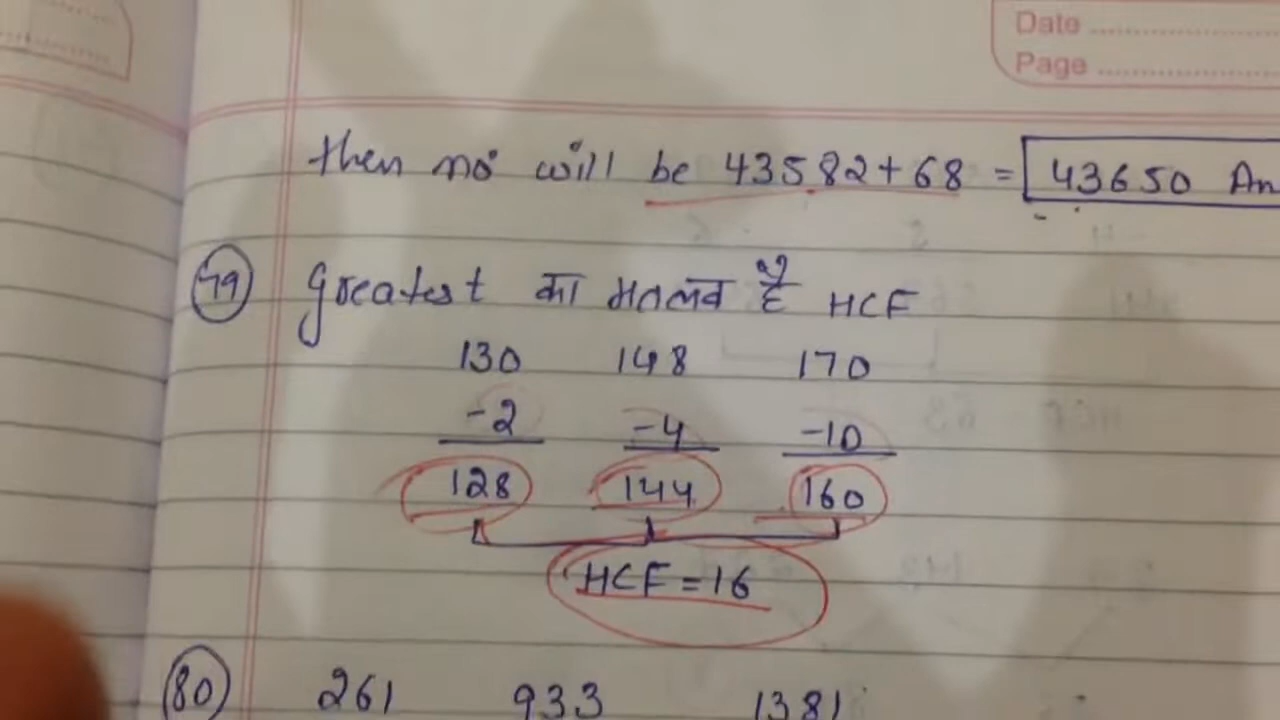 Date
Page
then no will be 43582+68 = 43650 An
79 Greatest का मतलब है HCF
130 148 170
-2 -4 -10
128 144 160
HCF = 16
80 261 933 1381